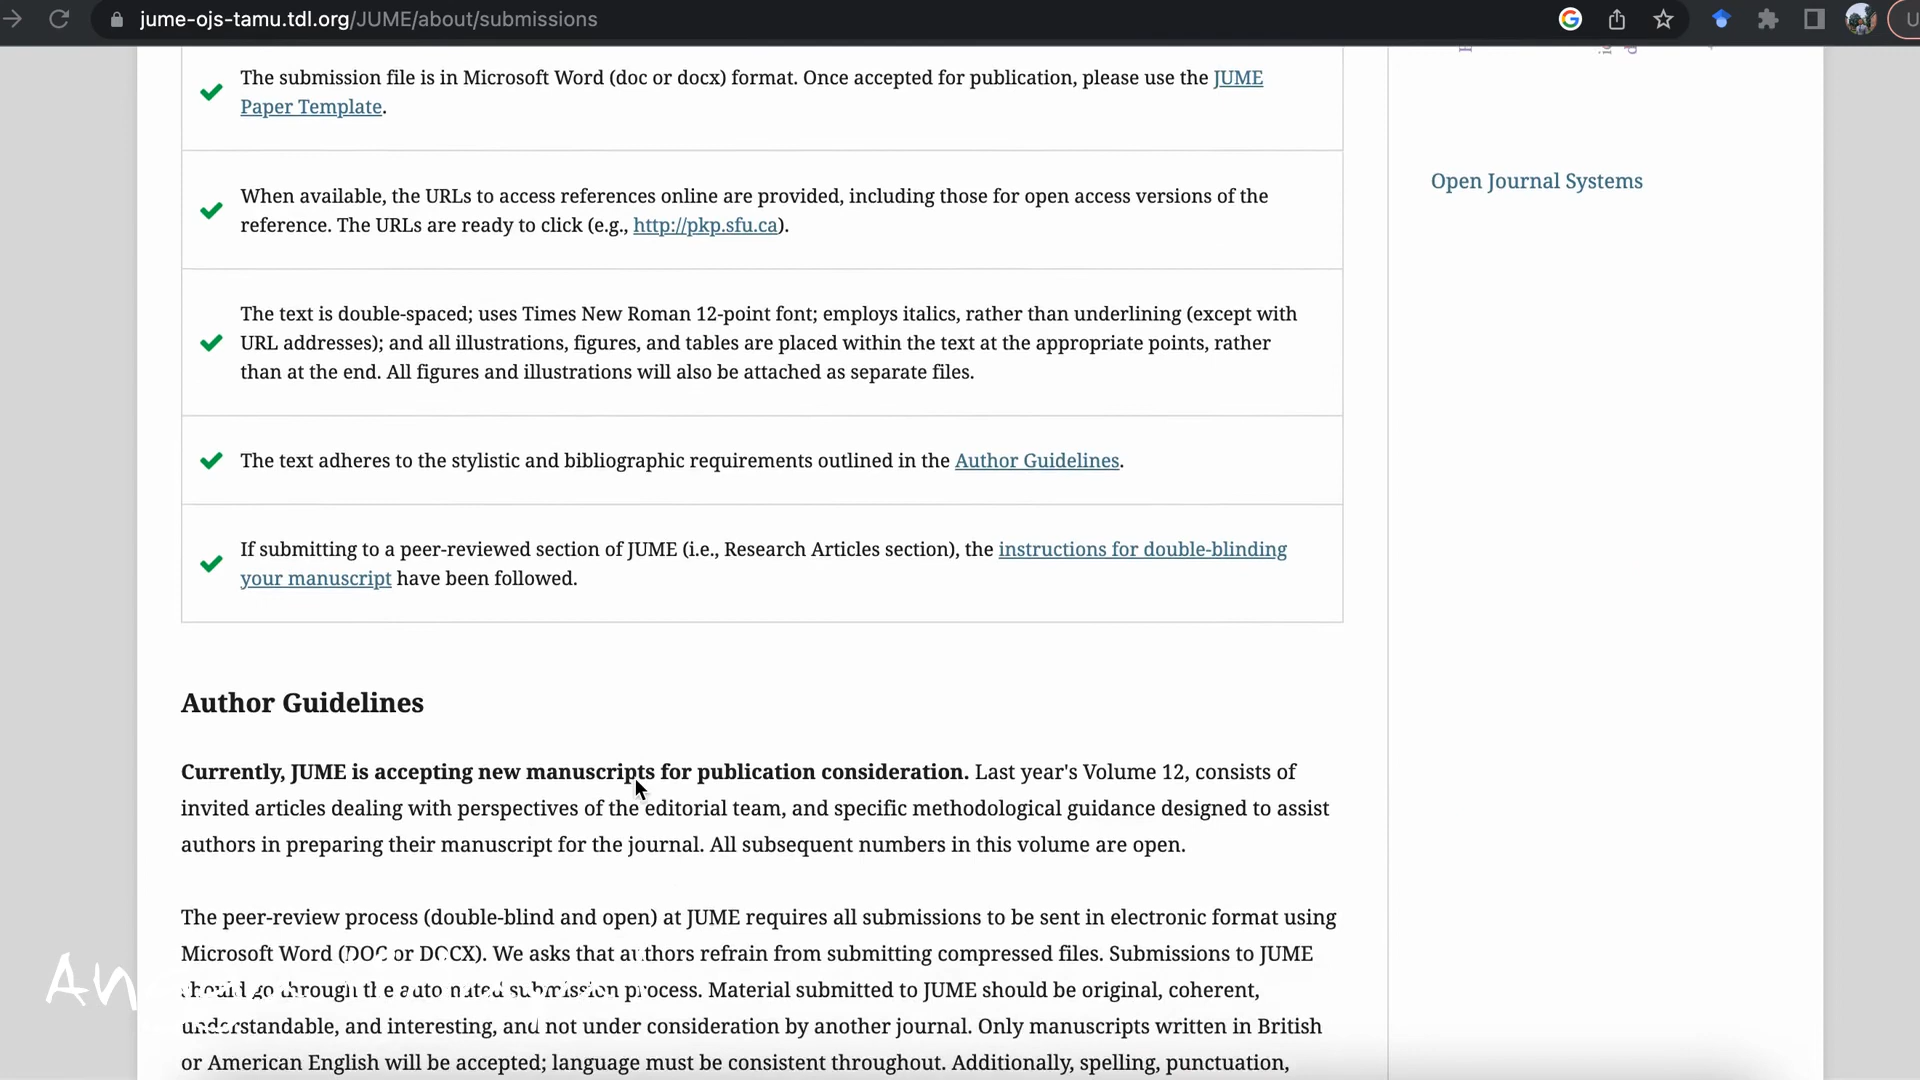 jume-ojs-tamu.tdl.org/JUME/about/submissions
The submission file is in Microsoft Word (doc or docx) format. Once accepted for publication, please use the JUME
Paper Template.
When available, the URLs to access references online are provided, including those for open access versions of the
reference. The URLs are ready to click (e.g., http://pkp.sfu.ca).
The text is double-spaced; uses Times New Roman 12-point font; employs italics, rather than underlining (except with
URL addresses); and all illustrations, figures, and tables are placed within the text at the appropriate points, rather
than at the end. All figures and illustrations will also be attached as separate files.
The text adheres to the stylistic and bibliographic requirements outlined in the Author Guidelines.
If submitting to a peer-reviewed section of JUME (i.e., Research Articles section), the instructions for double-blinding
your manuscript have been followed.
Open Journal Systems
Author Guidelines
Currently, JUME is accepting new manuscripts for publication consideration. Last year's Volume 12, consists of
invited articles dealing with perspectives of the editorial team, and specific methodological guidance designed to assist
authors in preparing their manuscript for the journal. All subsequent numbers in this volume are open.
The peer-review process (double-blind and open) at JUME requires all submissions to be sent in electronic format using
Microsoft Word (DOC or DOCX). We asks that authors refrain from submitting compressed files. Submissions to JUME
should go through the automated submission process. Material submitted to JUME should be original, coherent,
understandable, and interesting, and not under consideration by another journal. Only manuscripts written in British
or American English will be accepted; language must be consistent throughout. Additionally, spelling, punctuation,